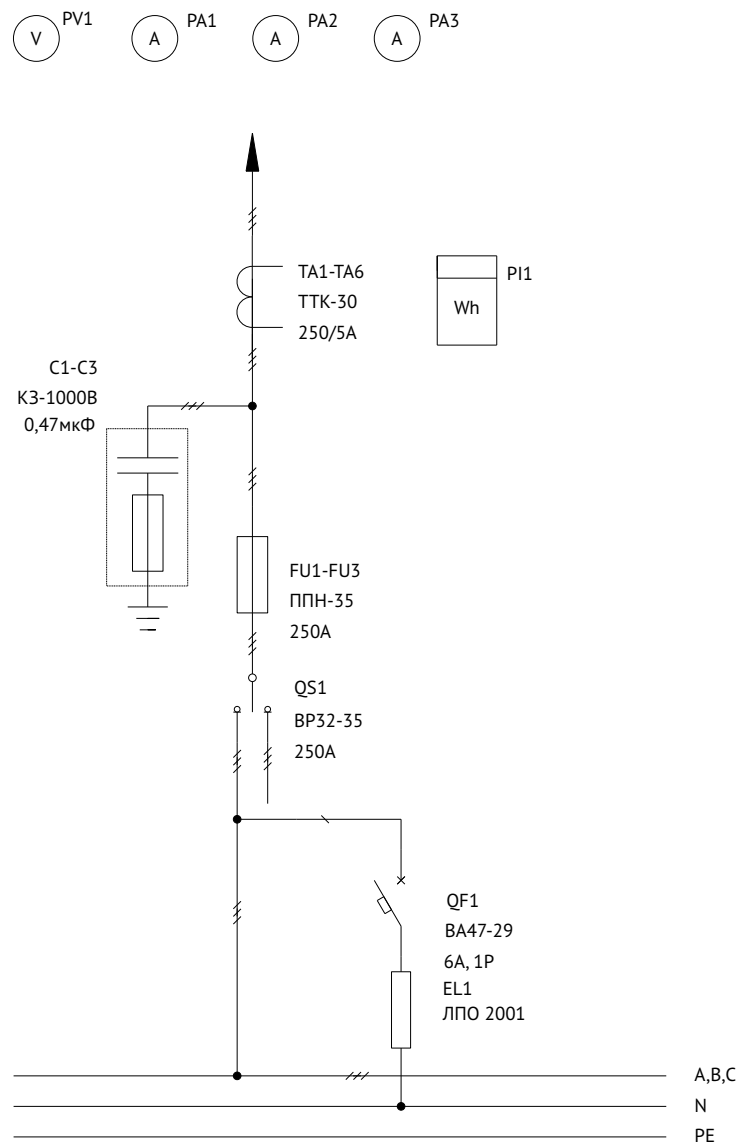 V
PV1
A
PA1
A
PA2
A
PA3
TA1-TA6
ТТК-30
250/5А
PI1
Wh
C1-C3
КЗ-1000В
0,47мкФ
FU1-FU3
ППН-35
250А
QS1
ВР32-35
250А
QF1
ВА47-29
6А, 1Р
EL1
ЛПО 2001
A,B,C
N
PE